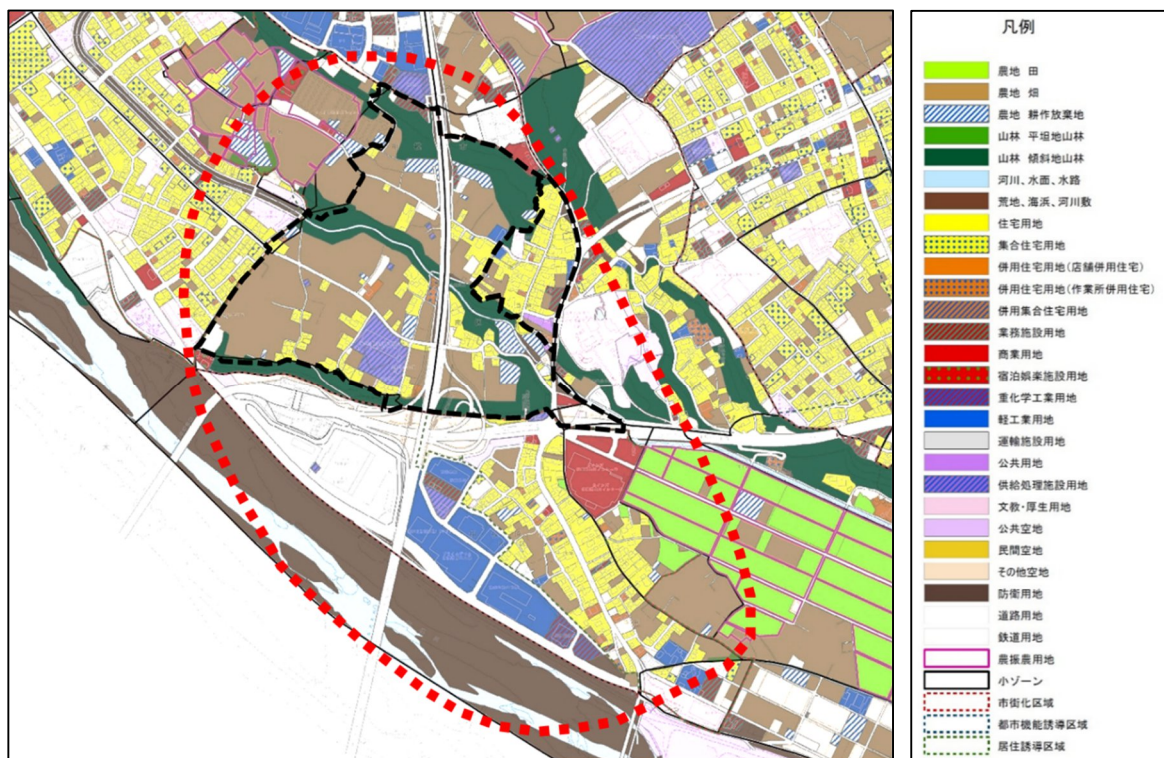 凡例
農地 田
農地 畑
農地 耕作放棄地
山林 平坦地山林
山林 傾斜地山林
河川、水面、水路
荒地、海浜、河川敷
住宅用地
集合住宅用地
併用住宅用地(店舗併用住宅)
併用住宅用地(作業所併用住宅)
併用集合住宅用地
業務施設用地
商業用地
宿泊娯楽施設用地
重化学工業用地
軽工業用地
運輸施設用地
公共用地
供給処理施設用地
文教・厚生用地
公共空地
民間空地
その他空地
防衛用地
道路用地
鉄道用地
農振農用地
小ゾーン
市街化区域
都市機能誘導区域
居住誘導区域